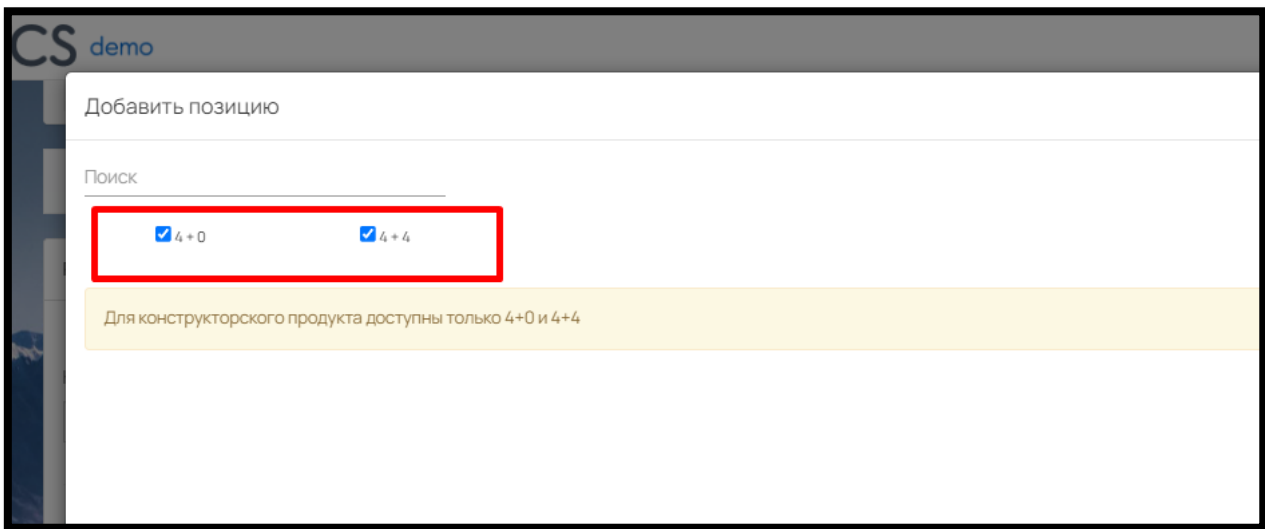 CS demo
Добавить позицию
Поиск
4 + 0 4 + 4
Для конструкторского продукта доступны только 4+0 и 4+4